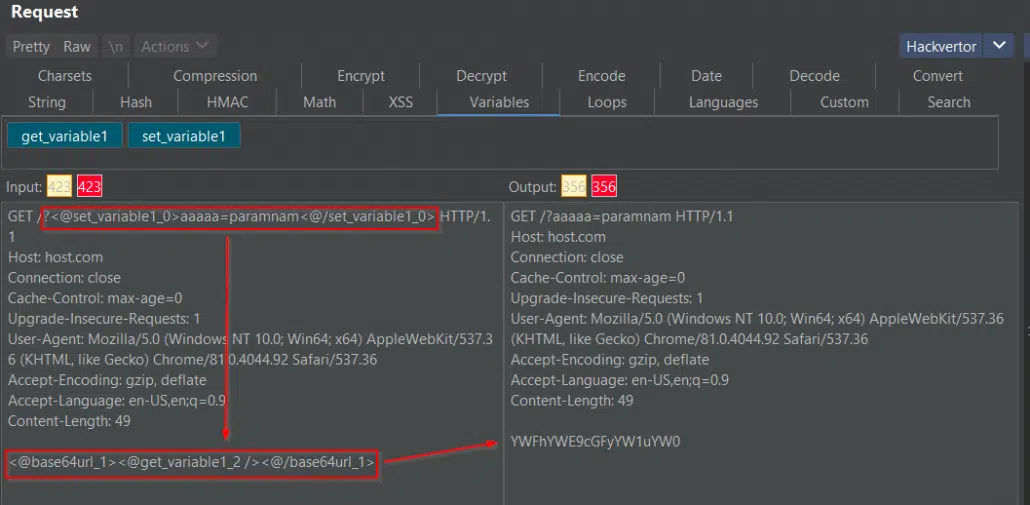 Request
Pretty Raw \n Actions
Hackvertor
Charsets Compression Encrypt Decrypt Encode Date Decode Convert
String Hash HMAC Math XSS Variables Loops Languages Custom Search
get_variable1 set_variable1
Input: 423 423
Output: 356 356
GET /?<@set_variable1_0>aaaaa=paramnam<@/set_variable1_0> HTTP/1.
1
Host: host.com
Connection: close
Cache-Control: max-age=0
Upgrade-Insecure-Requests: 1
User-Agent: Mozilla/5.0 (Windows NT 10.0; Win64; x64) AppleWebKit/537.3
6 (KHTML, like Gecko) Chrome/81.0.4044.92 Safari/537.36
Accept-Encoding: gzip, deflate
Accept-Language: en-US,en;q=0.9
Content-Length: 49
<@base64url_1><@get_variable1_2 /><@/base64url_1>
GET /?aaaaa=paramnam HTTP/1.1
Host: host.com
Connection: close
Cache-Control: max-age=0
Upgrade-Insecure-Requests: 1
User-Agent: Mozilla/5.0 (Windows NT 10.0; Win64; x64) AppleWebKit/537.36
(KHTML, like Gecko) Chrome/81.0.4044.92 Safari/537.36
Accept-Encoding: gzip, deflate
Accept-Language: en-US,en;q=0.9
Content-Length: 49
YWFhYWE9cGFyYW1uYW0